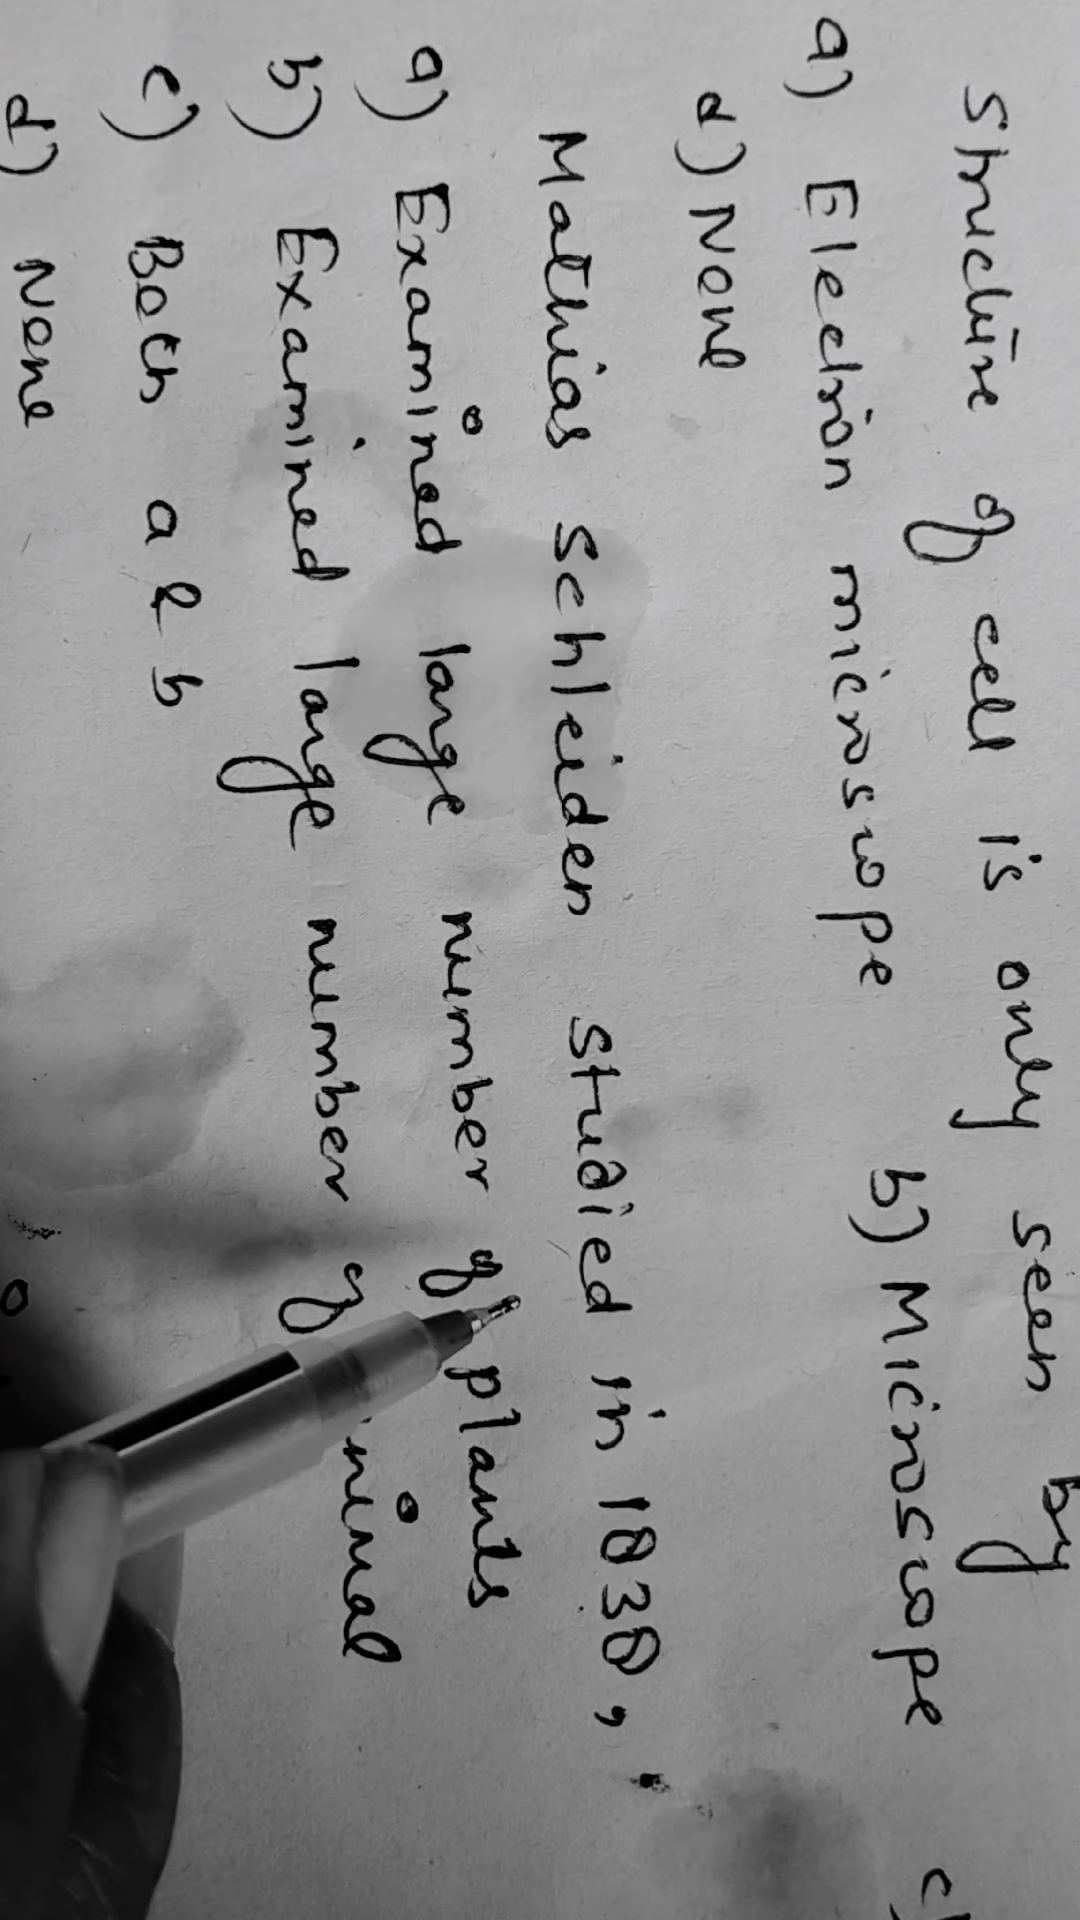 Structure of cell is only seen by
a) Electron microscope b) Microscope c)
d) None
Mathias Schleiden studied in 1838,
a) Examined large number of plants
b) Examined large number of
c) Both a & b
d) None